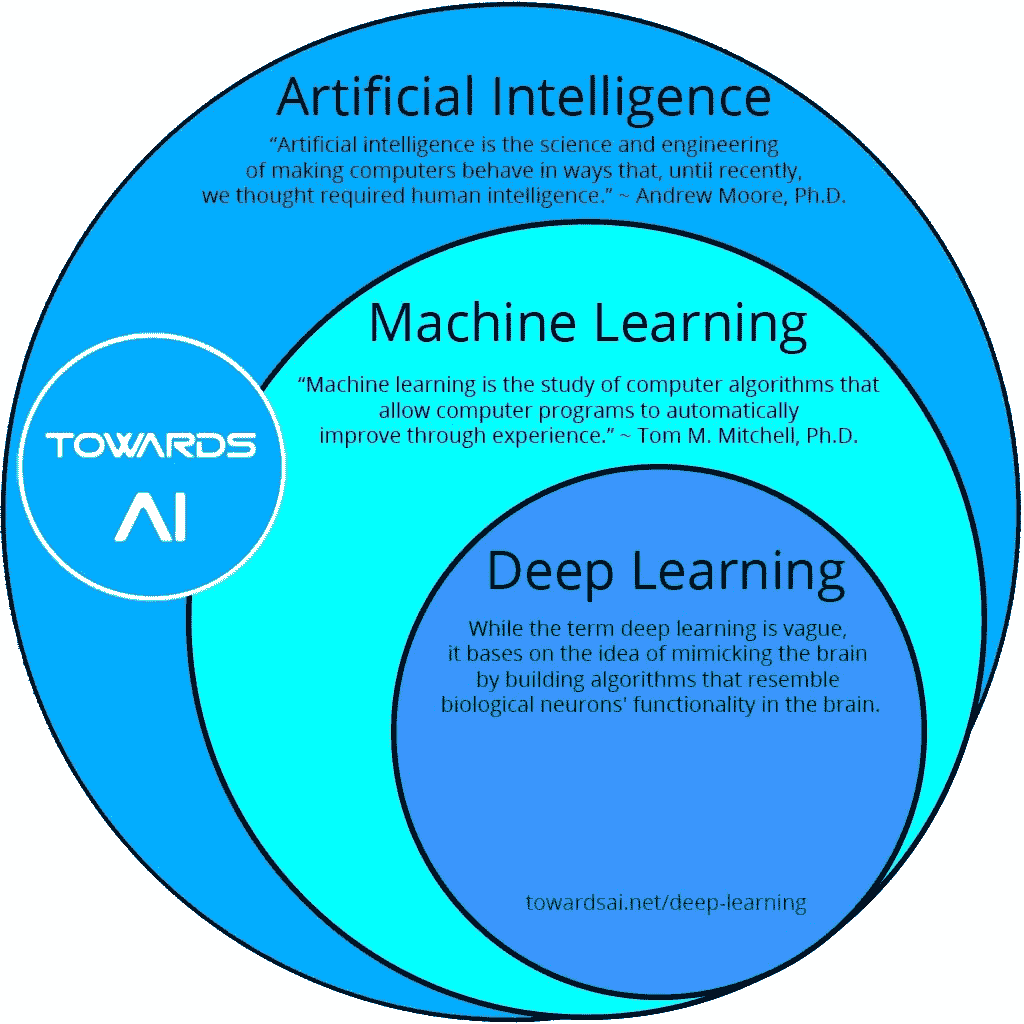 Artificial Intelligence
“Artificial intelligence is the science and engineering
of making computers behave in ways that, until recently,
we thought required human intelligence.” ~ Andrew Moore, Ph.D.
Machine Learning
“Machine learning is the study of computer algorithms that
allow computer programs to automatically
improve through experience.” ~ Tom M. Mitchell, Ph.D.
TOWARDS
AI
Deep Learning
While the term deep learning is vague,
it bases on the idea of mimicking the brain
by building algorithms that resemble
biological neurons' functionality in the brain.
towardsai.net/deep-learning